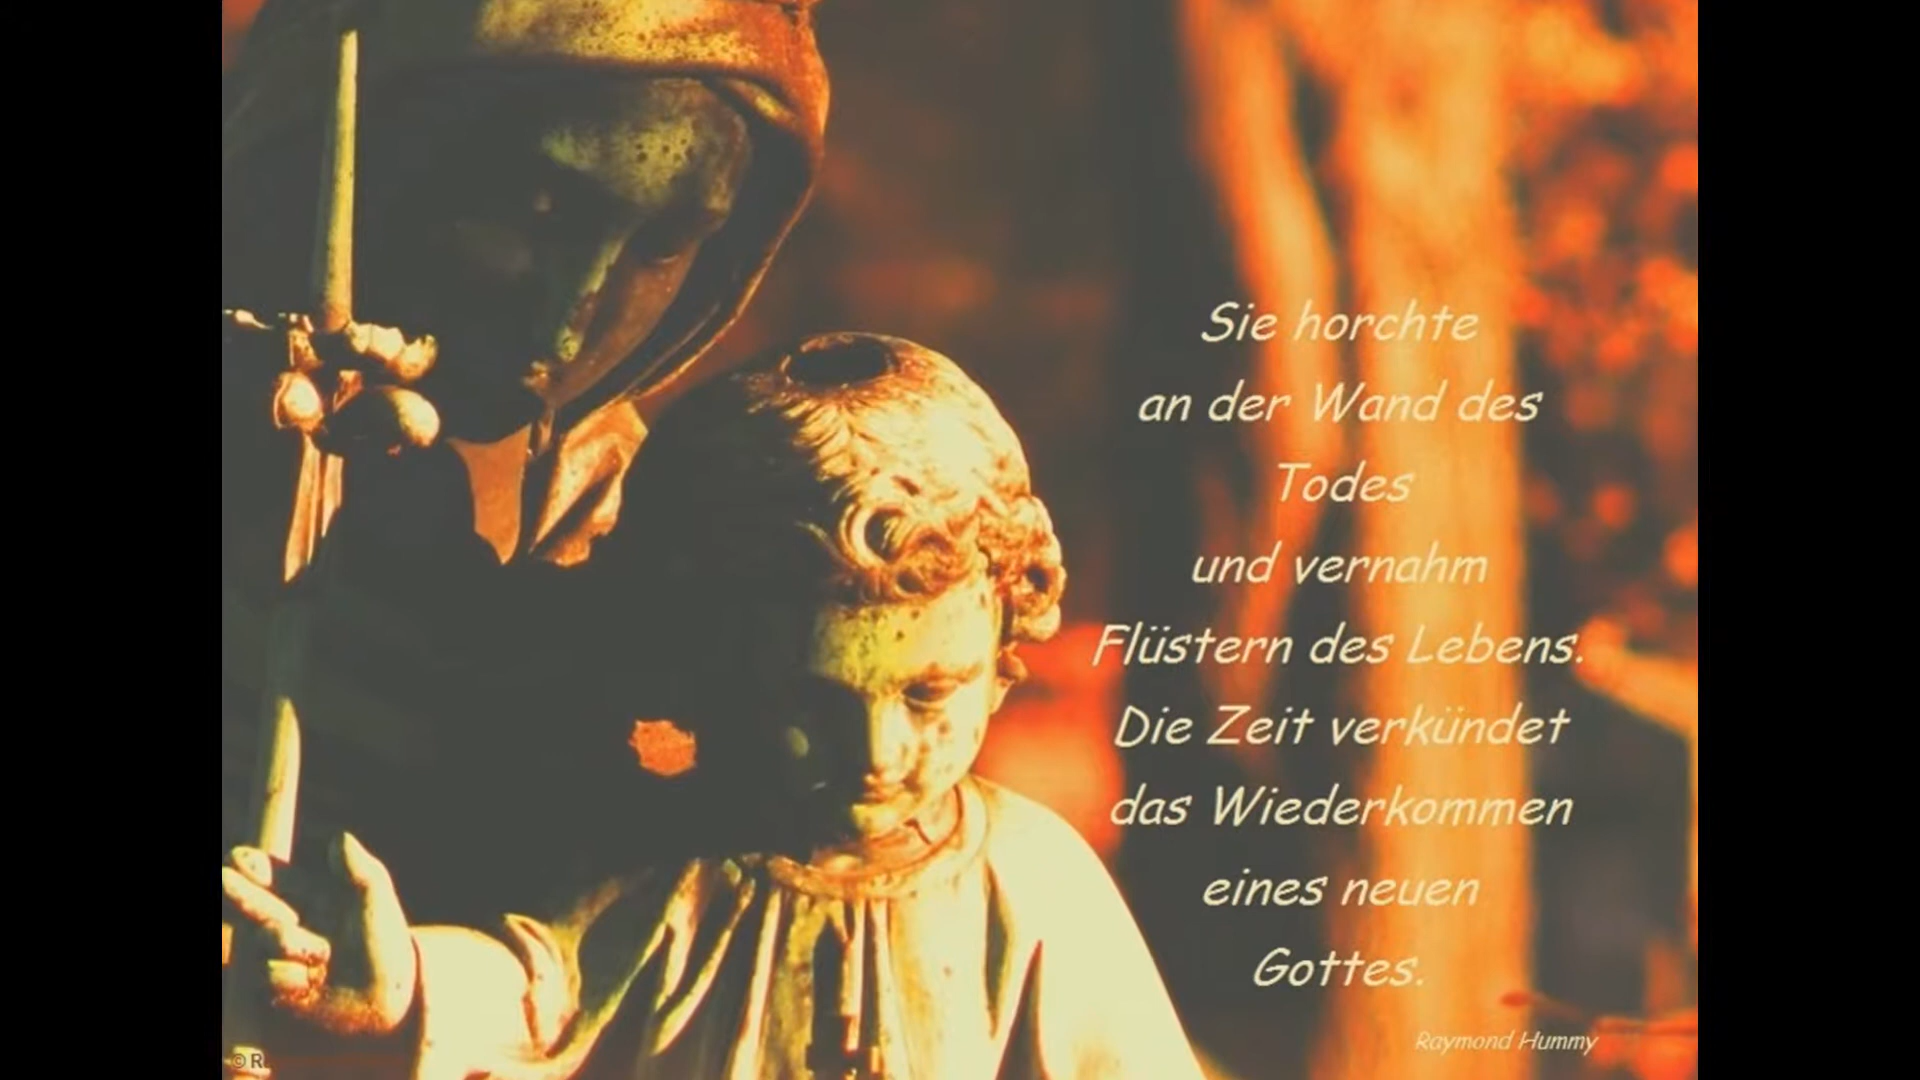 Sie horchte
an der Wand des
Todes
und vernahm
Flüstern des Lebens.
Die Zeit verkündet
das Wiederkommen
eines neuen
Gottes.
Raymond Hummy
© R.